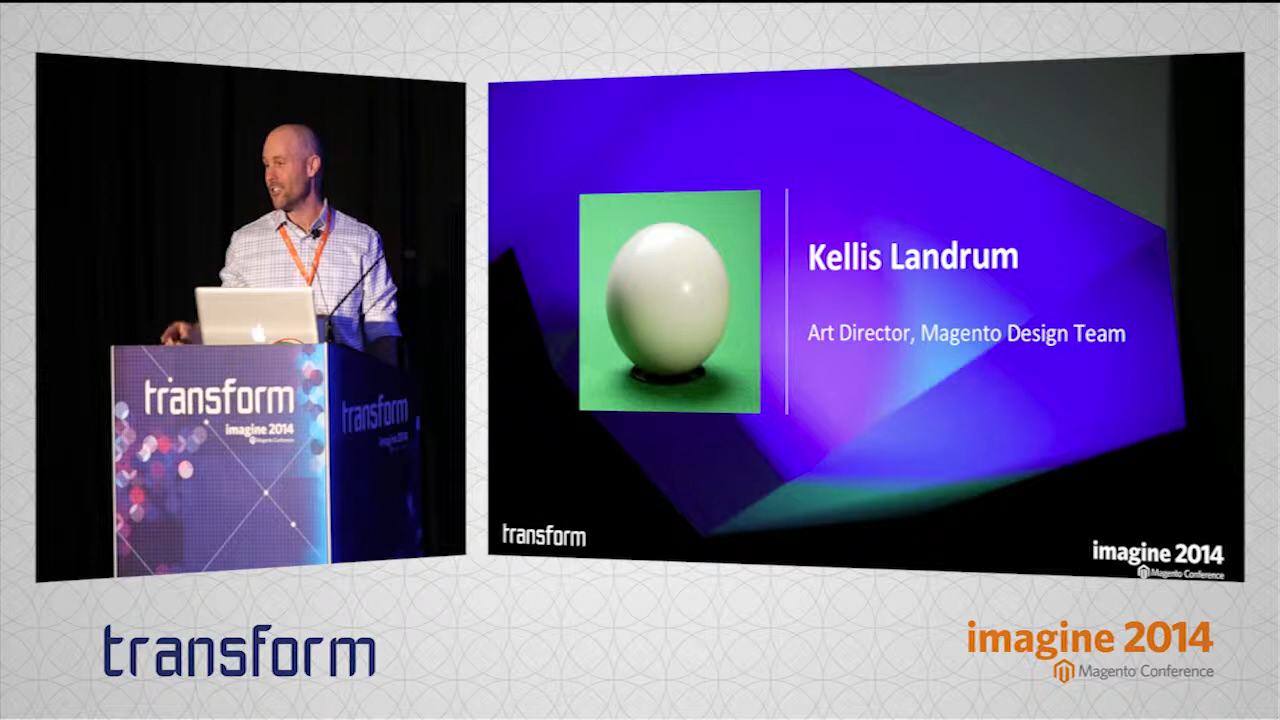 transform
imagine 2014
Magento Conference
transform
imagine 2014
Kellis Landrum
Art Director, Magento Design Team
transform
imagine 2014
Magento Conference
transform
imagine 2014
Magento Conference